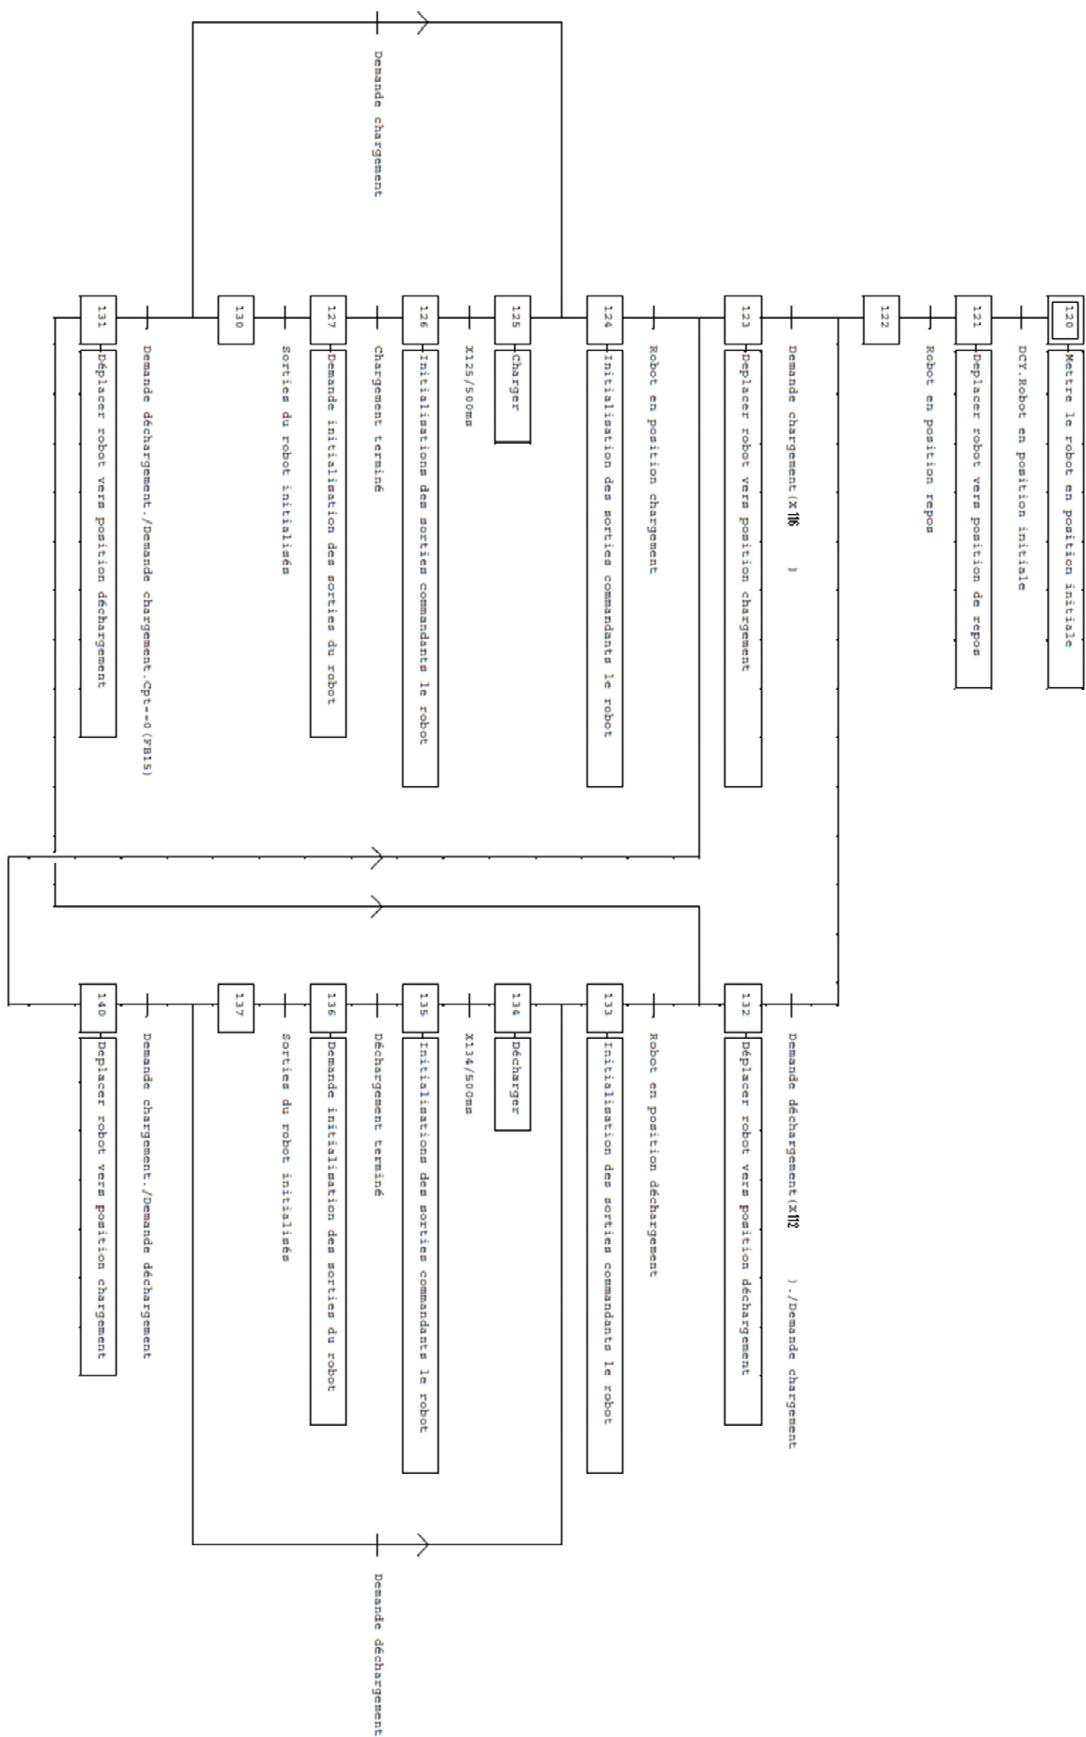 120 Mettre le robot en position initiale
DCY.Robot en position initiale
121 Deplacer robot vers position de repos
Robot en position repos
122
Demande chargement(X116 )
123 Deplacer robot vers position chargement
Robot en position chargement
124 Initialisation des sorties commandants le robot
125 Charger
X125/500ms
126 Initialisations des sorties commandants le robot
Chargement terminé
127 Demande initialisation des sorties du robot
Sorties du robot initialisés
130
Demande chargement
Demande déchargement./Demande chargement.Cpt==0(FB15)
131 Déplacer robot vers position déchargement
Demande déchargement(X112 )./Demande chargement
132 Déplacer robot vers position déchargement
Robot en position déchargement
133 Initialisation des sorties commandants le robot
134 Décharger
X134/500ms
135 Initialisations des sorties commandants le robot
Déchargement terminé
136 Demande initialisation des sorties du robot
Sorties du robot initialisés
137
Demande déchargement
Demande chargement./Demande déchargement
140 Deplacer robot vers position chargement